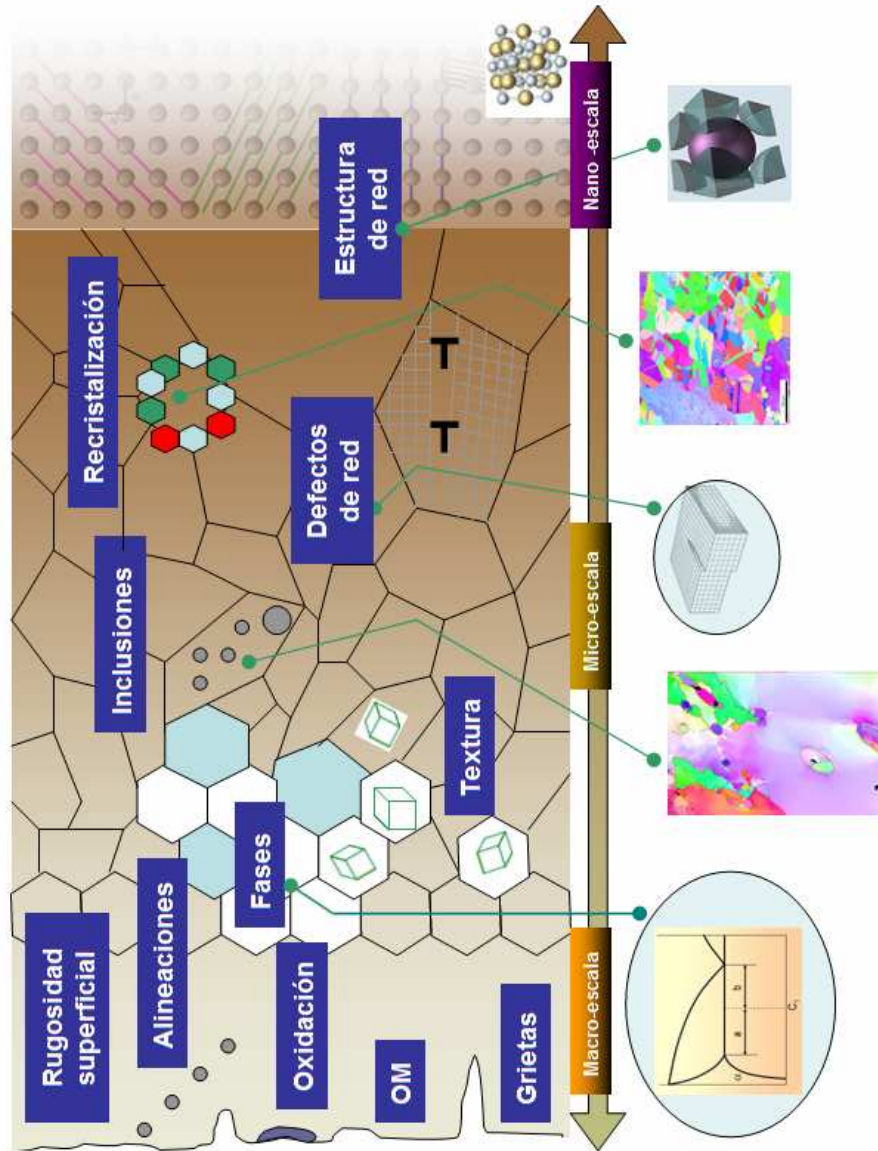 Rugosidad
superficial
Alineaciones
Inclusiones
Recristalización
Oxidación
Fases
OM
Grietas
Textura
Defectos
de red
Estructura
de red
Macro-escala
Micro-escala
Nano -escala
α
a
b
C₁